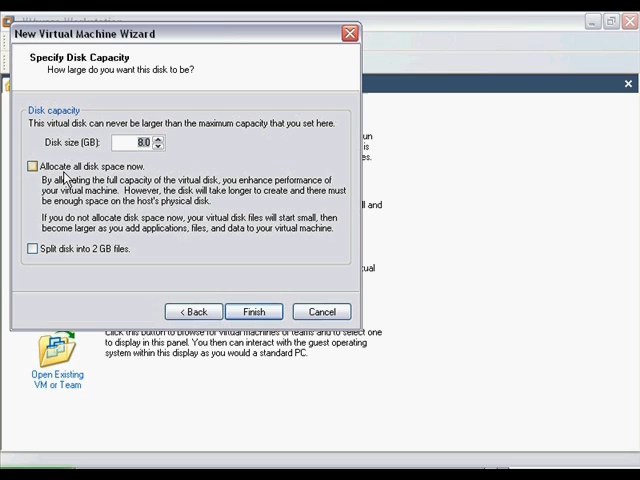 New Virtual Machine Wizard
Specify Disk Capacity
How large do you want this disk to be?
Disk capacity
This virtual disk can never be larger than the maximum capacity that you set here.
Disk size (GB): 8.0
Allocate all disk space now.
By allocating the full capacity of the virtual disk, you enhance performance of
your virtual machine. However, the disk will take longer to create and there must
be enough space on the host's physical disk.
If you do not allocate disk space now, your virtual disk files will start small, then
become larger as you add applications, files, and data to your virtual machine.
Split disk into 2 GB files.
< Back
Finish
Cancel
un
is
es.
ll and
tual
Click this button to browse for virtual machines or teams and to select one
to display in this panel. You then can interact with the guest operating
system within this display as you would a standard PC.
Open Existing
VM or Team